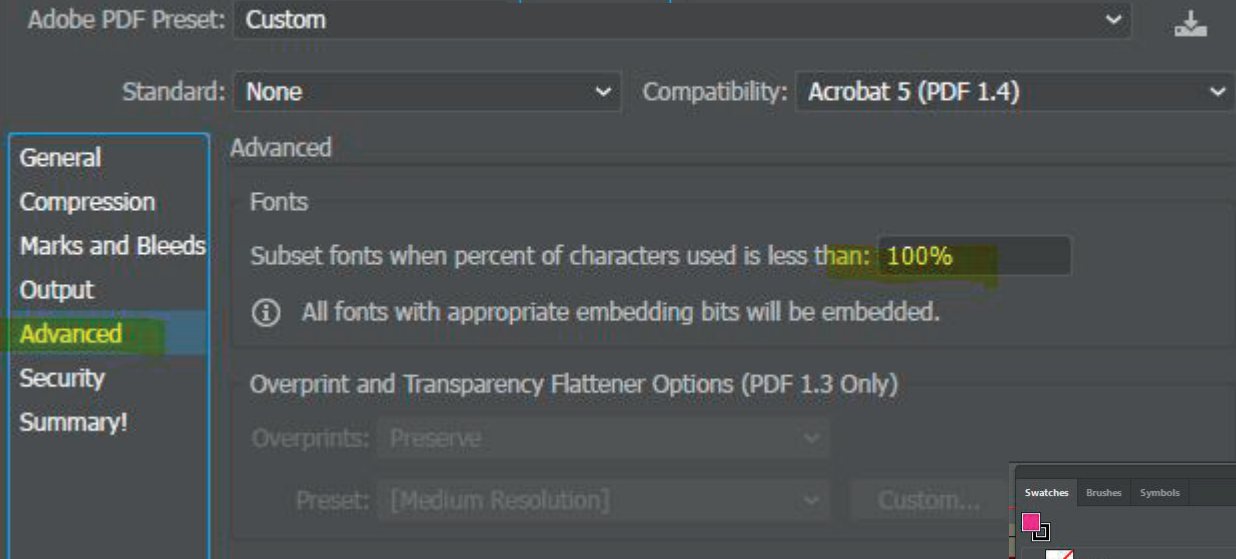 Adobe PDF Preset: Custom
Standard: None Compatibility: Acrobat 5 (PDF 1.4)
General
Compression
Marks and Bleeds
Output
Advanced
Security
Summary!
Advanced
Fonts
Subset fonts when percent of characters used is less than: 100%
All fonts with appropriate embedding bits will be embedded.
Overprint and Transparency Flattener Options (PDF 1.3 Only)
Overprints: Preserve
Preset: [Medium Resolution] Custom...
Swatches Brushes Symbols